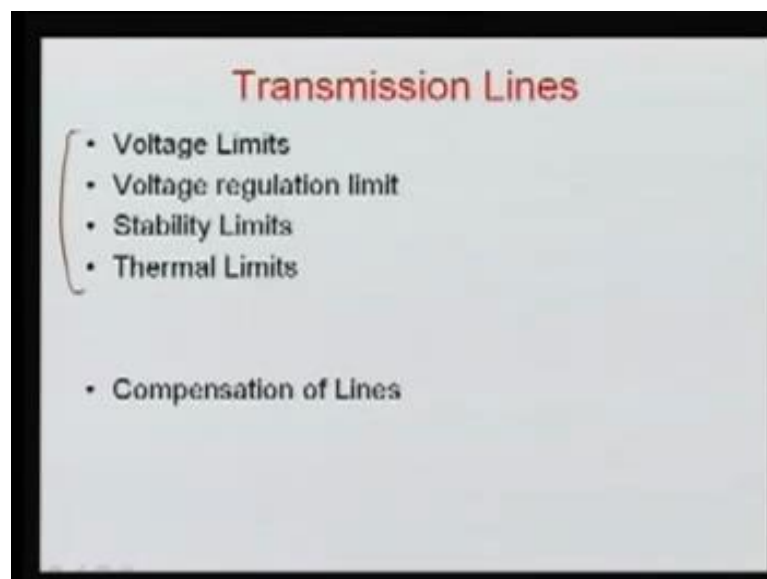 Transmission Lines
• Voltage Limits
• Voltage regulation limit
• Stability Limits
• Thermal Limits
• Compensation of Lines